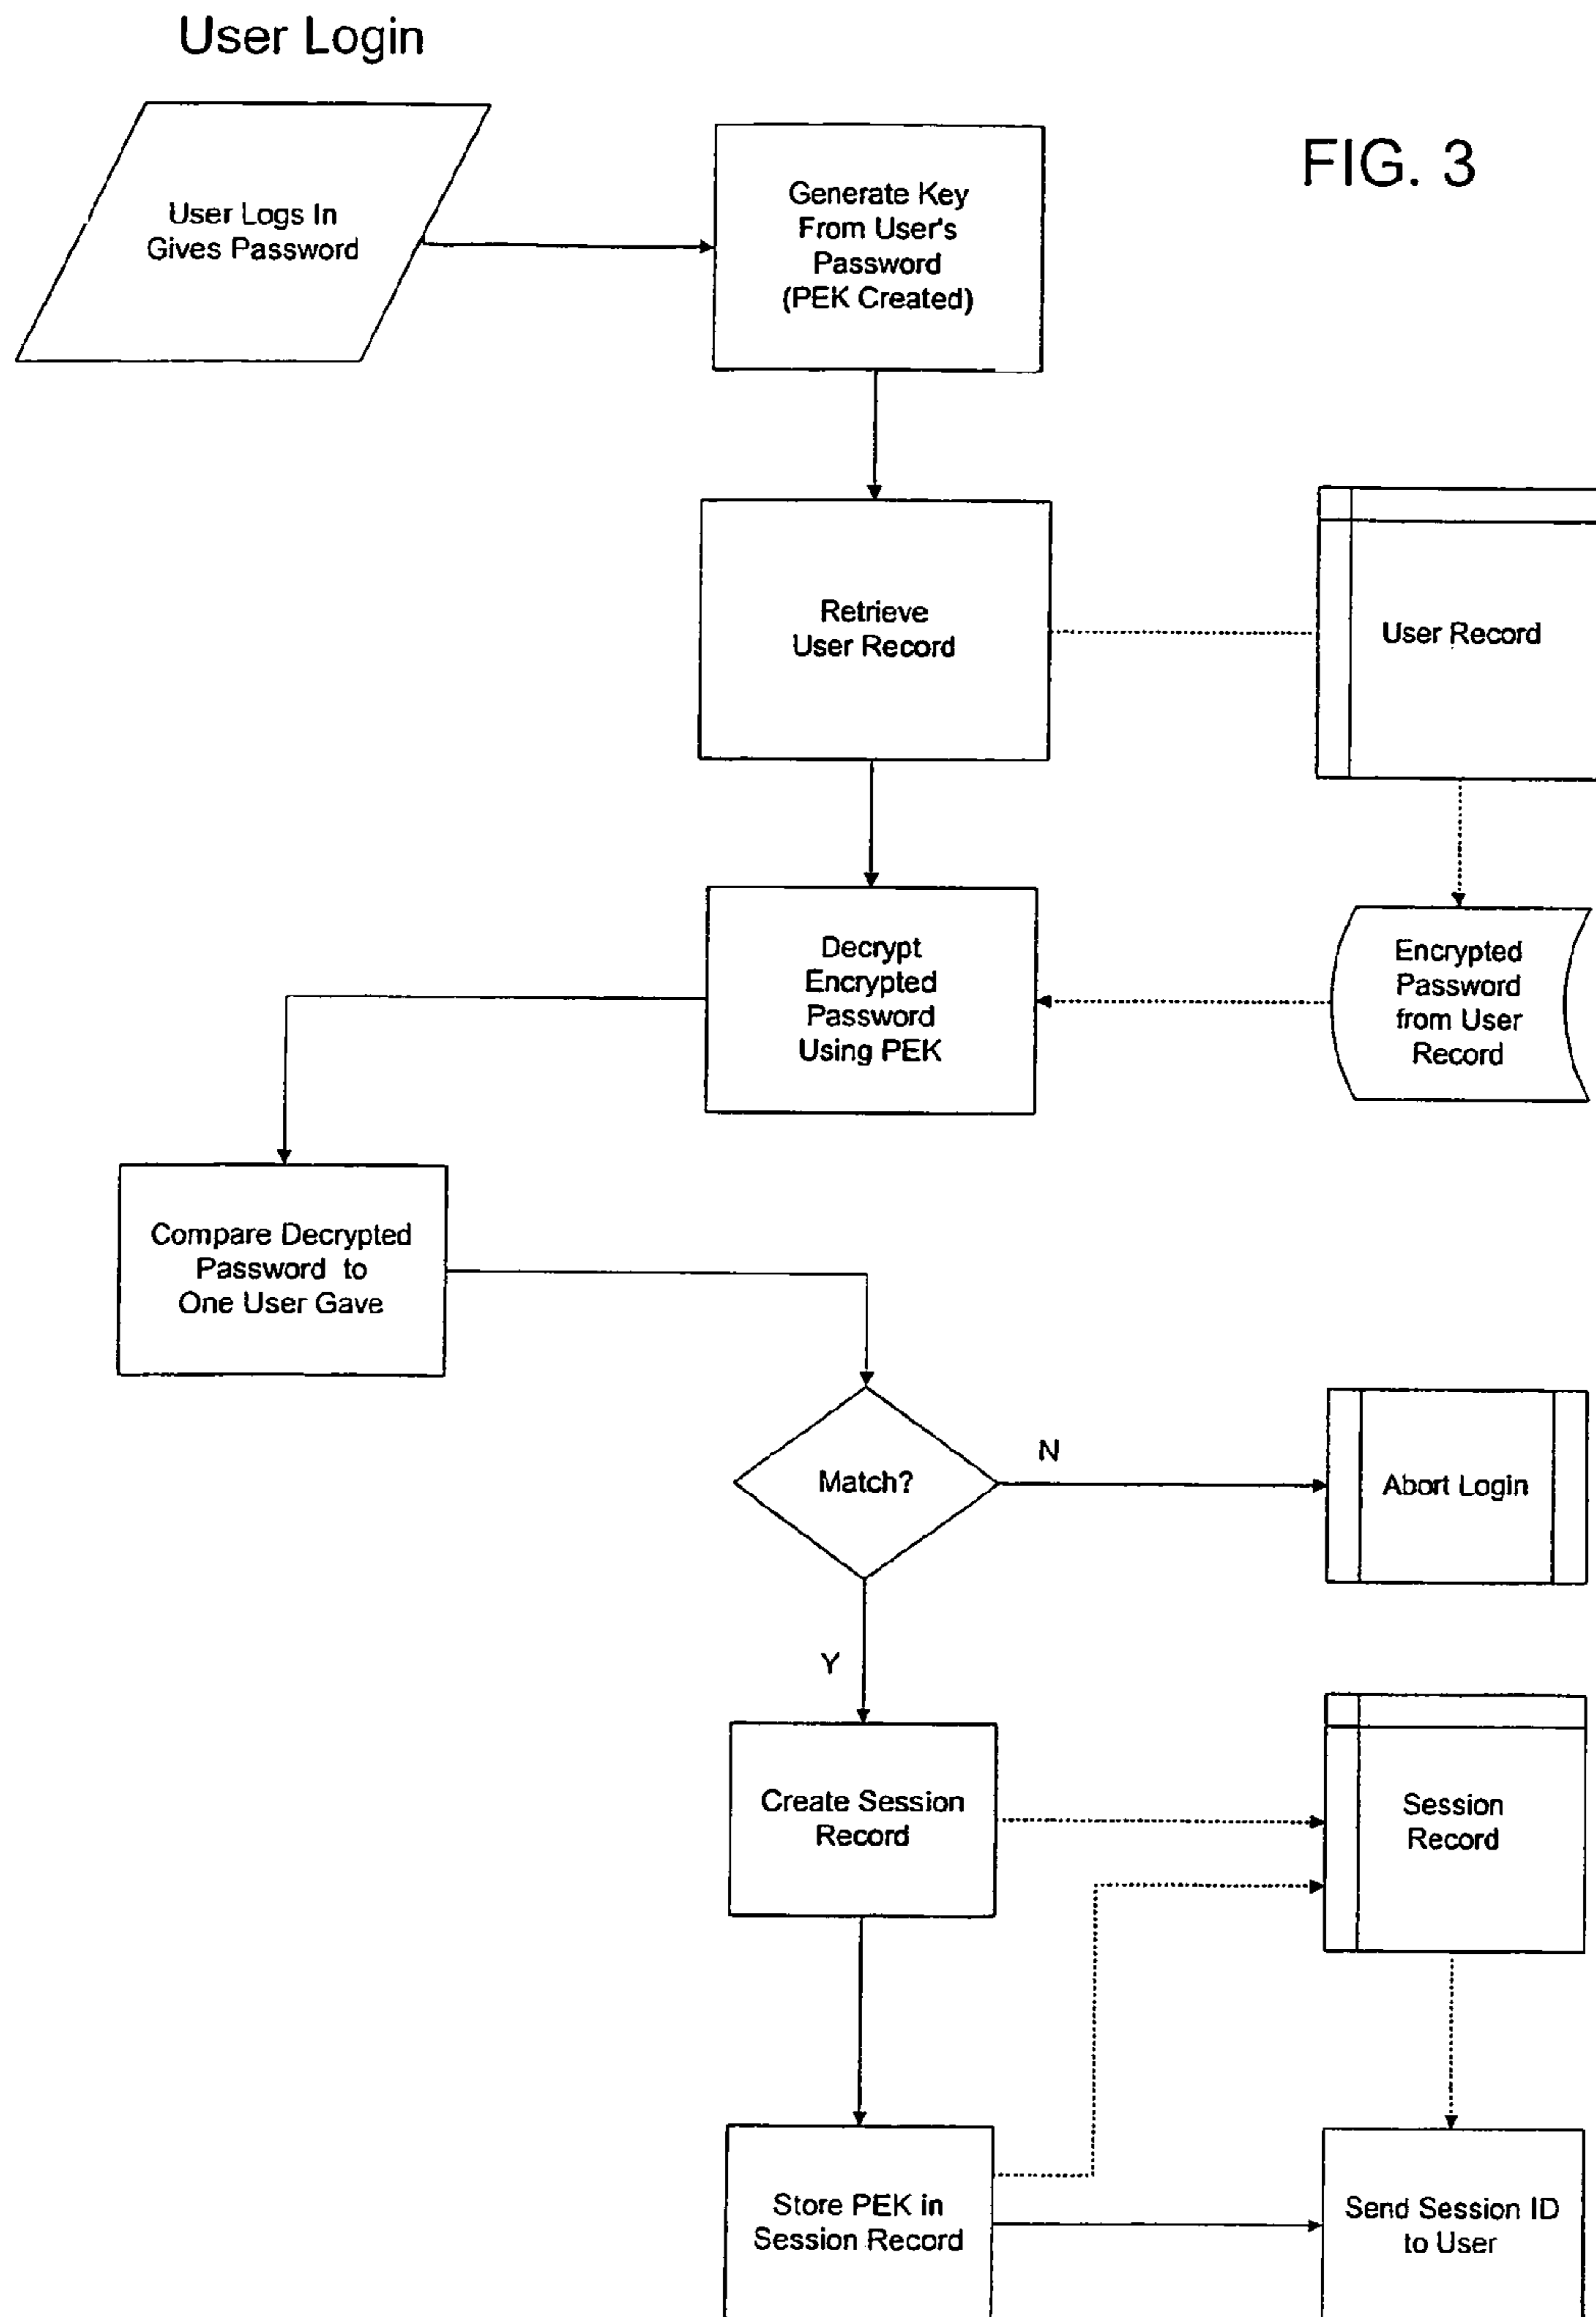 User Login
FIG. 3
User Logs In
Gives Password
Generate Key
From User's
Password
(PEK Created)
Retrieve
User Record
User Record
Decrypt
Encrypted
Password
Using PEK
Encrypted
Password
from User
Record
Compare Decrypted
Password to
One User Gave
Match?
N
Abort Login
Y
Create Session
Record
Session
Record
Store PEK in
Session Record
Send Session ID
to User